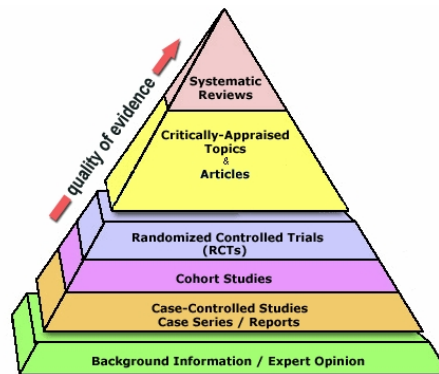 quality of evidence
Systematic
Reviews
Critically-Appraised
Topics
&
Articles
Randomized Controlled Trials
(RCTs)
Cohort Studies
Case-Controlled Studies
Case Series / Reports
Background Information / Expert Opinion